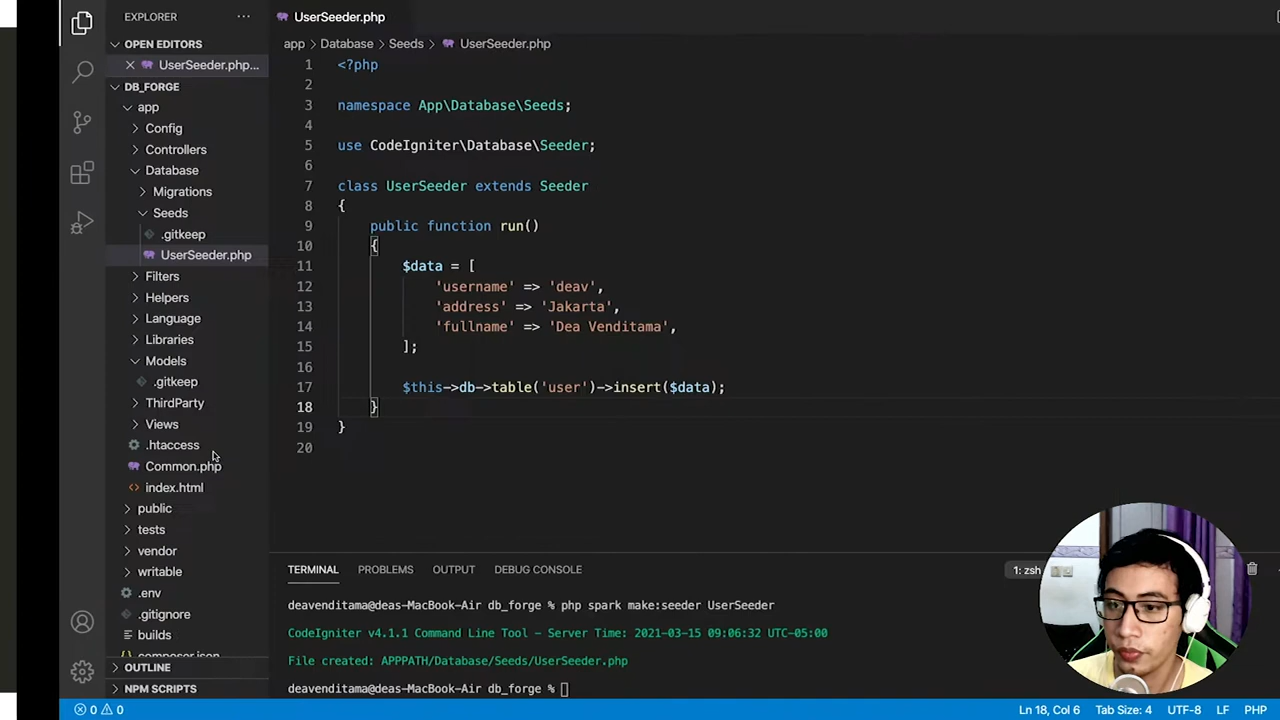 EXPLORER
···
OPEN EDITORS
UserSeeder.php...
DB_FORGE
app
Config
Controllers
Database
Migrations
Seeds
.gitkeep
UserSeeder.php
Filters
Helpers
Language
Libraries
Models
.gitkeep
ThirdParty
Views
.htaccess
Common.php
index.html
public
tests
vendor
writable
.env
.gitignore
builds
composer.json
OUTLINE
NPM SCRIPTS
UserSeeder.php
app > Database > Seeds > UserSeeder.php
1 <?php
2
3 namespace App\Database\Seeds;
4
5 use CodeIgniter\Database\Seeder;
6
7 class UserSeeder extends Seeder
8 {
9 public function run()
10 {
11 $data = [
12 'username' => 'deav',
13 'address' => 'Jakarta',
14 'fullname' => 'Dea Venditama',
15 ];
16
17 $this->db->table('user')->insert($data);
18 }
19 }
20
TERMINAL PROBLEMS OUTPUT DEBUG CONSOLE
1: zsh
deavenditama@deas-MacBook-Air db_forge % php spark make:seeder UserSeeder
CodeIgniter v4.1.1 Command Line Tool - Server Time: 2021-03-15 09:06:32 UTC-05:00
File created: APPPATH/Database/Seeds/UserSeeder.php
deavenditama@deas-MacBook-Air db_forge %
0 0
Ln 18, Col 6 Tab Size: 4 UTF-8 LF PHP